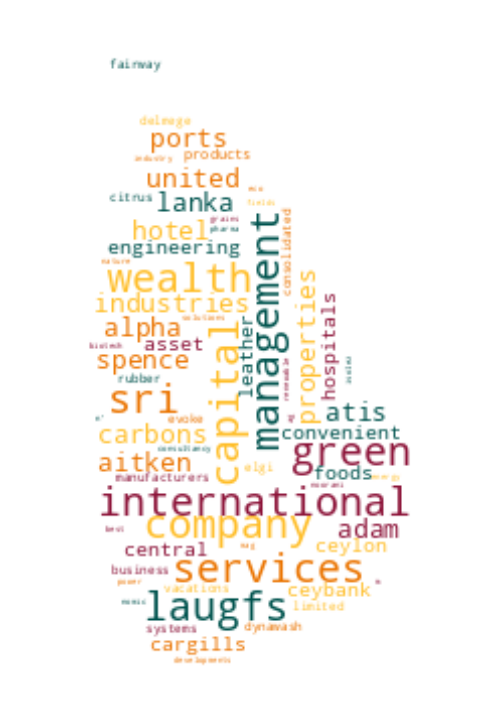 fairway
delmege
ports
industry products
united
citrus lanka
fields
grains
hotel pharma
engineering
consolidated
nature
wealth
management
industries
properties
solutions
alpha
hospitals
capital
leather
biotech asset
spence
renewable
rubber
sri
atis
evoke
carbons
convenient
consultancy
green
aitken
elgi
foods
energy
manufacturers
international
company
adam
best
central
ceylon
services
business
power
vacations
ceybank
laugfs
limited
systems
dynawash
cargills
developments